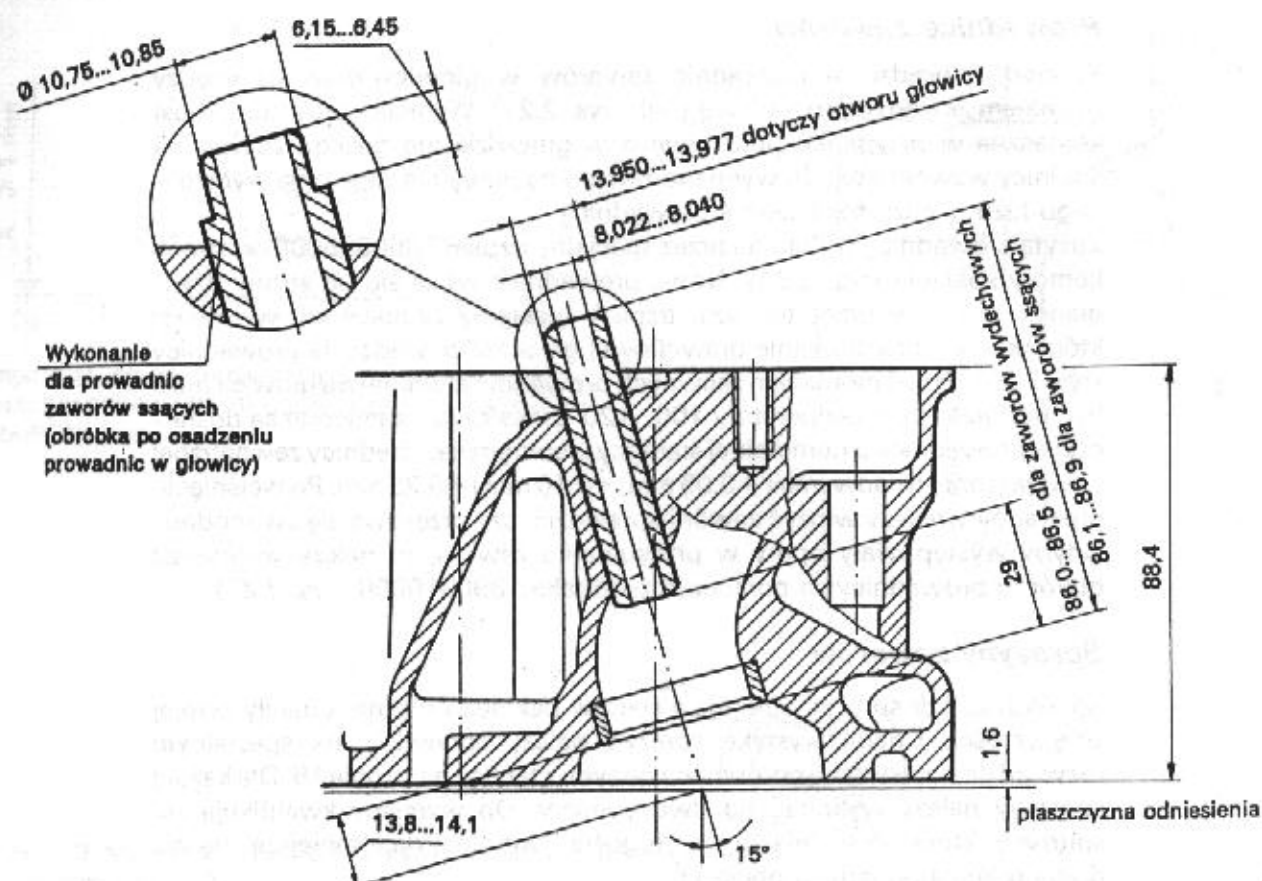 Ø 10,75...10,85
6,15...6,45
13,950...13,977 dotyczy otworu głowicy
8,022...8,040
Wykonanie
dla prowadnic
zaworów ssących
(obróbka po osadzeniu
prowadnic w głowicy)
86,0...86,5 dla zaworów wydechowych
86,1...86,9 dla zaworów ssących
29
88,4
1,6
płaszczyzna odniesienia
13,8...14,1
15°